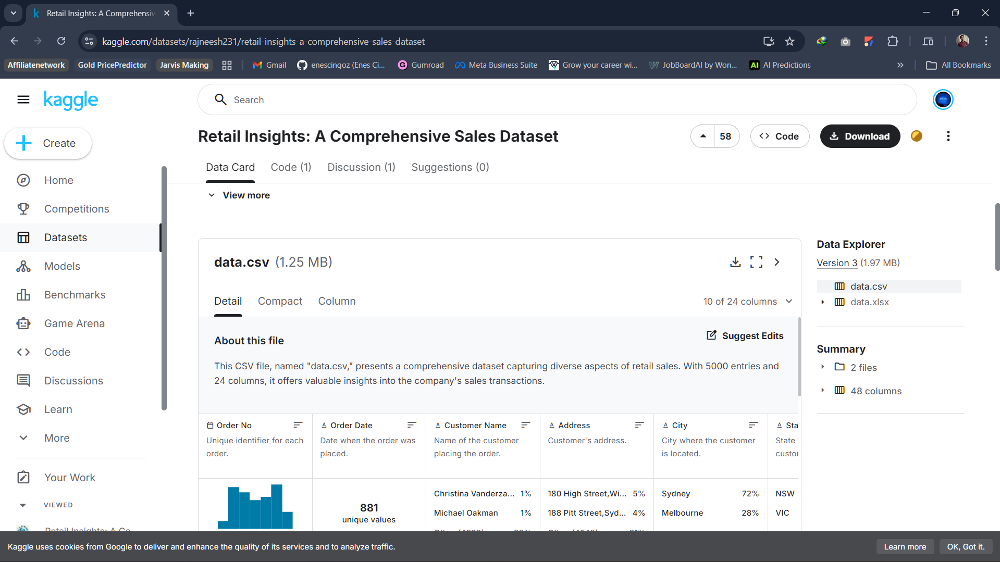 Retail Insights: A Comprehensiv
kaggle.com/datasets/rajneesh231/retail-insights-a-comprehensive-sales-dataset
Affiliatenetwork Gold PricePredictor Jarvis Making Gmail enescingoz (Enes Ci... Gumroad Meta Business Suite Grow your career wi... JobBoardAI by Won... AI AI Predictions All Bookmarks
kaggle
Search
Create
Home
Competitions
Datasets
Models
Benchmarks
Game Arena
Code
Discussions
Learn
More
Your Work
VIEWED
Retail Insights: A Co...
Retail Insights: A Comprehensive Sales Dataset
58
Code
Download
Data Card Code (1) Discussion (1) Suggestions (0)
View more
data.csv (1.25 MB)
Detail Compact Column 10 of 24 columns
About this file
Suggest Edits
This CSV file, named "data.csv," presents a comprehensive dataset capturing diverse aspects of retail sales. With 5000 entries and
24 columns, it offers valuable insights into the company's sales transactions.
Order No Order Date Customer Name Address City Sta
Unique identifier for each Date when the order was Name of the customer Customer's address. City where the customer State
order. placed. placing the order. is located. custo
881
unique values
Christina Vanderza... 1% 180 High Street,Wi... 5% Sydney 72% NSW
Michael Oakman 1% 188 Pitt Street,Syd... 4% Melbourne 28% VIC
Data Explorer
Version 3 (1.97 MB)
data.csv
data.xlsx
Summary
2 files
48 columns
Kaggle uses cookies from Google to deliver and enhance the quality of its services and to analyze traffic.
Learn more
OK, Got it.